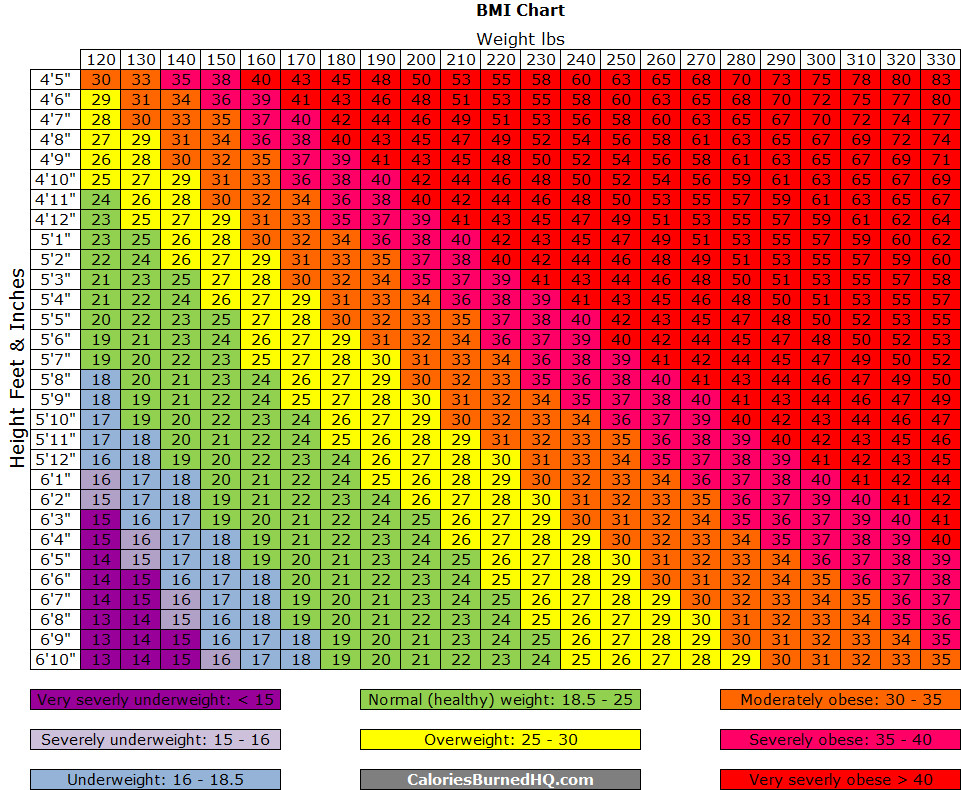 BMI Chart
Weight lbs
120 130 140 150 160 170 180 190 200 210 220 230 240 250 260 270 280 290 300 310 320 330
Height Feet & Inches
4'5" 30 33 35 38 40 43 45 48 50 53 55 58 60 63 65 68 70 73 75 78 80 83
4'6" 29 31 34 36 39 41 43 46 48 51 53 55 58 60 63 65 68 70 72 75 77 80
4'7" 28 30 33 35 37 40 42 44 46 49 51 53 56 58 60 63 65 67 70 72 74 77
4'8" 27 29 31 34 36 38 40 43 45 47 49 52 54 56 58 61 63 65 67 69 72 74
4'9" 26 28 30 32 35 37 39 41 43 45 48 50 52 54 56 58 61 63 65 67 69 71
4'10" 25 27 29 31 33 36 38 40 42 44 46 48 50 52 54 56 59 61 63 65 67 69
4'11" 24 26 28 30 32 34 36 38 40 42 44 46 48 50 53 55 57 59 61 63 65 67
4'12" 23 25 27 29 31 33 35 37 39 41 43 45 47 49 51 53 55 57 59 61 62 64
5'1" 23 25 26 28 30 32 34 36 38 40 42 43 45 47 49 51 53 55 57 59 60 62
5'2" 22 24 26 27 29 31 33 35 37 38 40 42 44 46 48 49 51 53 55 57 59 60
5'3" 21 23 25 27 28 30 32 34 35 37 39 41 43 44 46 48 50 51 53 55 57 58
5'4" 21 22 24 26 27 29 31 33 34 36 38 39 41 43 45 46 48 50 51 53 55 57
5'5" 20 22 23 25 27 28 30 32 33 35 37 38 40 42 43 45 47 48 50 52 53 55
5'6" 19 21 23 24 26 27 29 31 32 34 36 37 39 40 42 44 45 47 48 50 52 53
5'7" 19 20 22 23 25 27 28 30 31 33 34 36 38 39 41 42 44 45 47 49 50 52
5'8" 18 20 21 23 24 26 27 29 30 32 33 35 36 38 40 41 43 44 46 47 49 50
5'9" 18 19 21 22 24 25 27 28 30 31 32 34 35 37 38 40 41 43 44 46 47 49
5'10" 17 19 20 22 23 24 26 27 29 30 32 33 34 36 37 39 40 42 43 44 46 47
5'11" 17 18 20 21 22 24 25 26 28 29 31 32 33 35 36 38 39 40 42 43 45 46
5'12" 16 18 19 20 22 23 24 26 27 28 30 31 33 34 35 37 38 39 41 42 43 45
6'1" 16 17 18 20 21 22 24 25 26 28 29 30 32 33 34 36 37 38 40 41 42 44
6'2" 15 17 18 19 21 22 23 24 26 27 28 30 31 32 33 35 36 37 39 40 41 42
6'3" 15 16 17 19 20 21 22 24 25 26 27 29 30 31 32 34 35 36 37 39 40 41
6'4" 15 16 17 18 19 21 22 23 24 26 27 28 29 30 32 33 34 35 37 38 39 40
6'5" 14 15 17 18 19 20 21 23 24 25 26 27 28 30 31 32 33 34 36 37 38 39
6'6" 14 15 16 17 18 20 21 22 23 24 25 27 28 29 30 31 32 34 35 36 37 38
6'7" 14 15 16 17 18 19 20 21 23 24 25 26 27 28 29 30 32 33 34 35 36 37
6'8" 13 14 15 16 18 19 20 21 22 23 24 25 26 27 29 30 31 32 33 34 35 36
6'9" 13 14 15 16 17 18 19 20 21 23 24 25 26 27 28 29 30 31 32 33 34 35
6'10" 13 14 15 16 17 18 19 20 21 22 23 24 25 26 27 28 29 30 31 32 33 35
Very severly underweight: < 15 Normal (healthy) weight: 18.5 - 25 Moderately obese: 30 - 35
Severely underweight: 15 - 16 Overweight: 25 - 30 Severely obese: 35 - 40
Underweight: 16 - 18.5 CaloriesBurnedHQ.com Very severly obese > 40